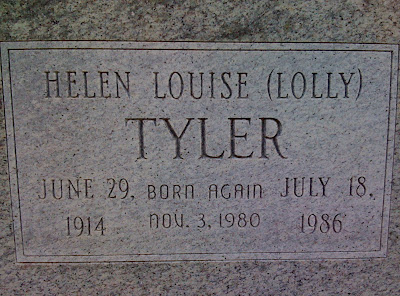 HELEN LOUISE (LOLLY)
TYLER
JUNE 29, BORN AGAIN JULY 18,
1914 NOV. 3, 1980 1986